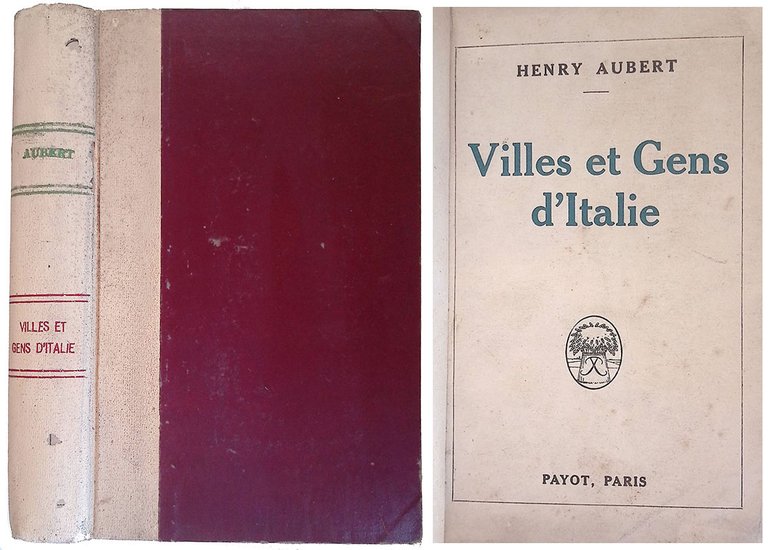 AUBERT
VILLES ET
GENS D'ITALIE
HENRY AUBERT
Villes et Gens
d'Italie
PAYOT, PARIS